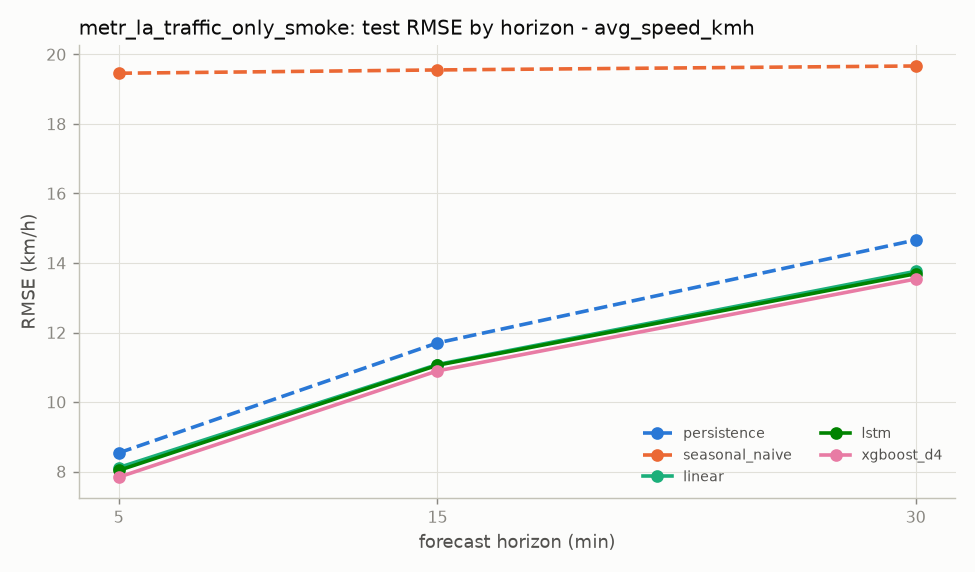 metr_la_traffic_only_smoke: test RMSE by horizon - avg_speed_kmh
20
18
16
14
12
10
8
RMSE (km/h)
5 15 30
forecast horizon (min)
persistence
seasonal_naive
linear
lstm
xgboost_d4